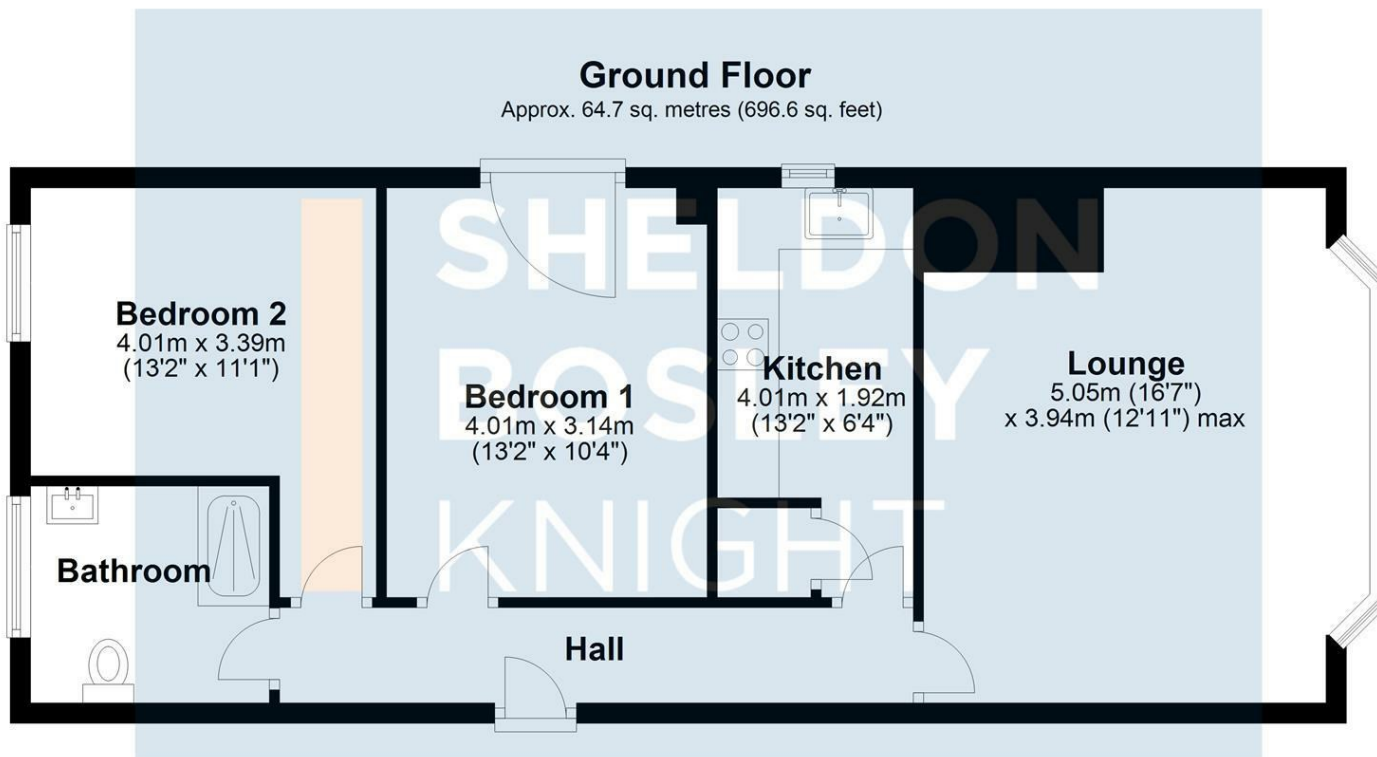 Ground Floor
Approx. 64.7 sq. metres (696.6 sq. feet)
SHELDON
BOSLEY
KNIGHT
Bedroom 2
4.01m x 3.39m
(13'2" x 11'1")
Bedroom 1
4.01m x 3.14m
(13'2" x 10'4")
Kitchen
4.01m x 1.92m
(13'2" x 6'4")
Lounge
5.05m (16'7")
x 3.94m (12'11") max
Bathroom
Hall